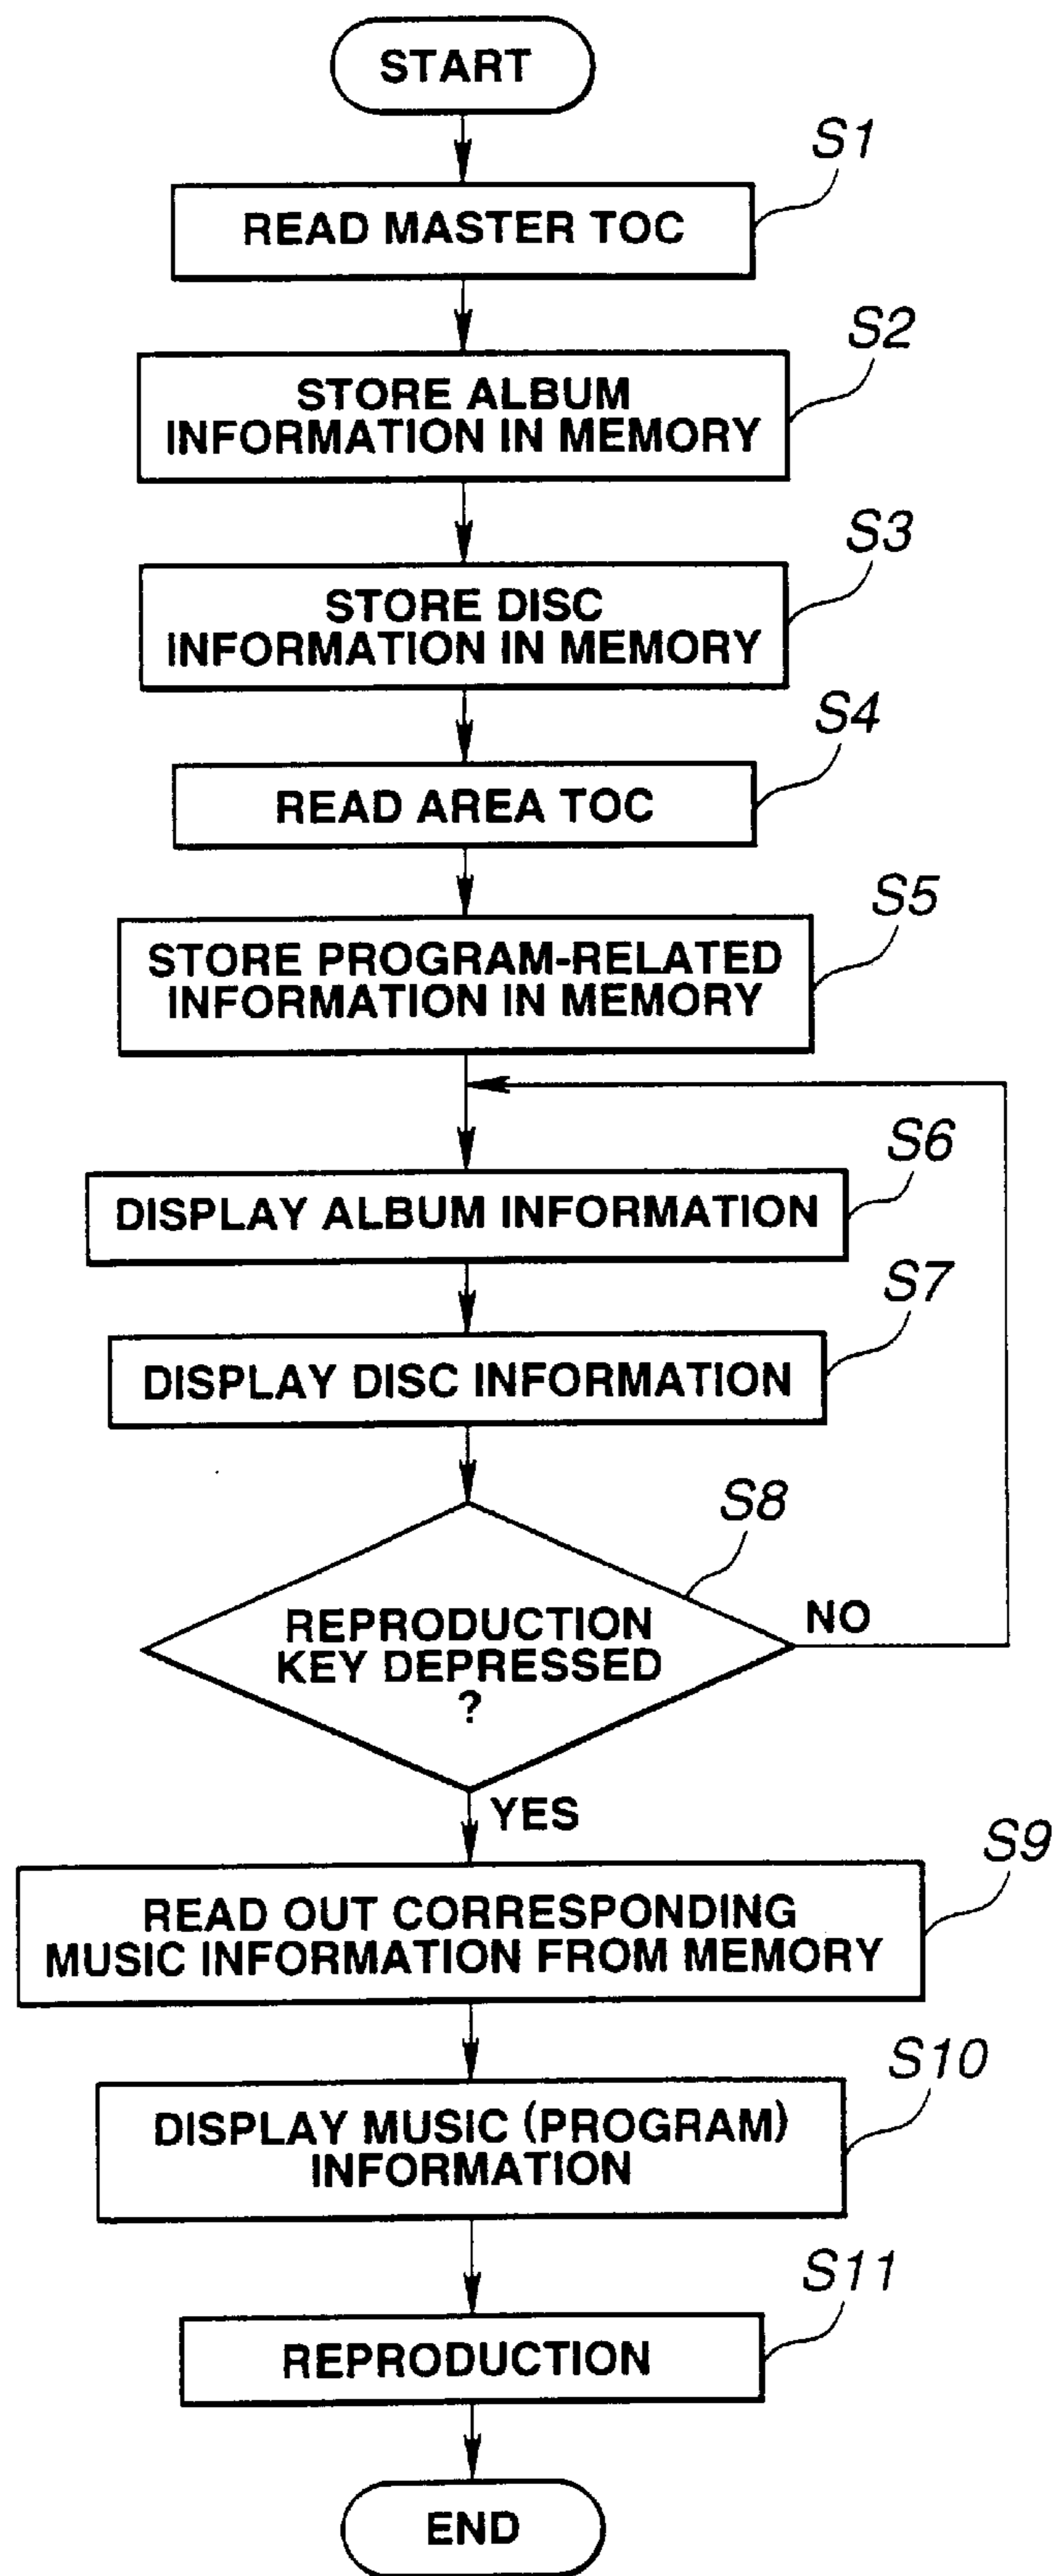 START
S1
READ MASTER TOC
S2
STORE ALBUM
INFORMATION IN MEMORY
S3
STORE DISC
INFORMATION IN MEMORY
S4
READ AREA TOC
S5
STORE PROGRAM-RELATED
INFORMATION IN MEMORY
S6
DISPLAY ALBUM INFORMATION
S7
DISPLAY DISC INFORMATION
S8
REPRODUCTION
KEY DEPRESSED
?
NO
YES
S9
READ OUT CORRESPONDING
MUSIC INFORMATION FROM MEMORY
S10
DISPLAY MUSIC (PROGRAM)
INFORMATION
S11
REPRODUCTION
END